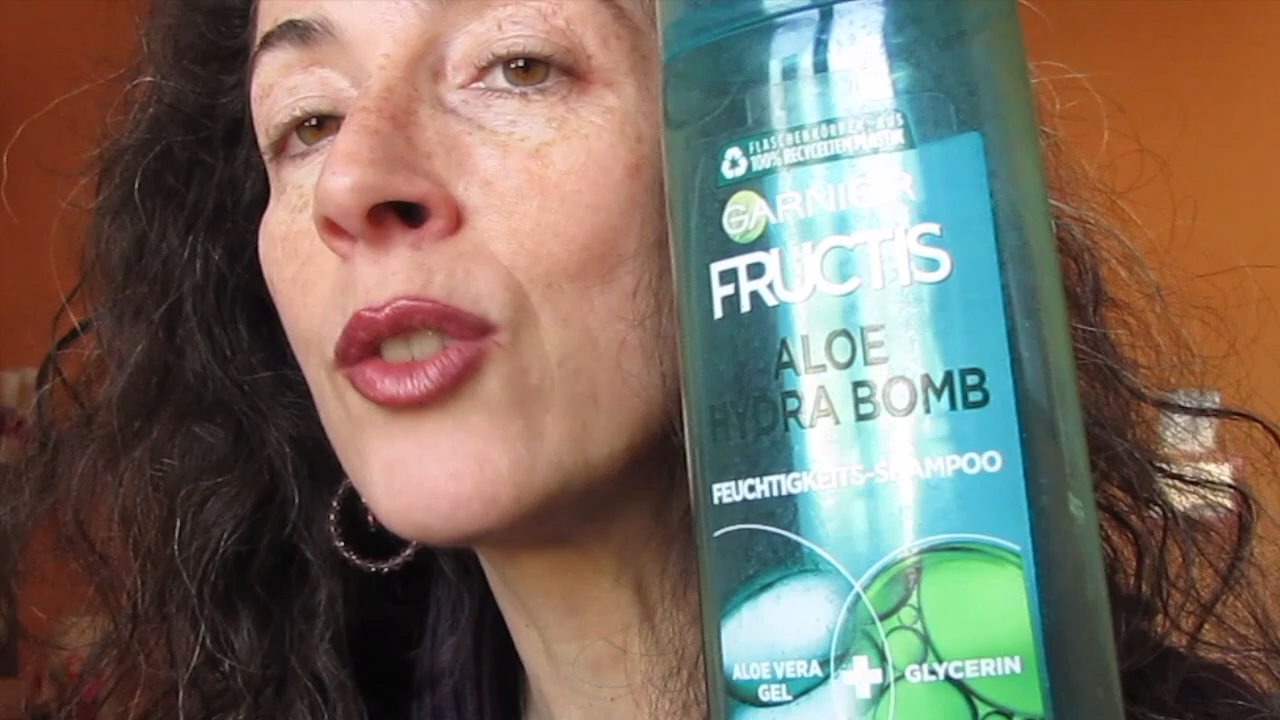 FLASCHENKÖRPER AUS
100% RECYCELTEM PLASTIK
GARNIER
FRUCTIS
ALOE
HYDRA BOMB
FEUCHTIGKEITS-SHAMPOO
ALOE VERA
GEL
+
GLYCERIN